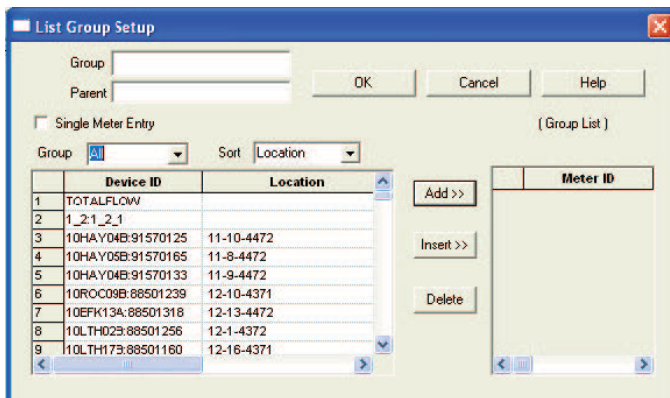 List Group Setup
Group
Parent
OK Cancel Help
Single Meter Entry
( Group List )
Group All Sort Location
Device ID Location
1 TOTALFLOW
2 1_2:1_2_1
3 10HAY04B:91570125 11-10-4472
4 10HAY05B:91570165 11-8-4472
5 10HAY04B:91570133 11-9-4472
6 10ROC09B:88501239 12-10-4371
7 10EFK13A:88501318 12-13-4472
8 10LTH02B:88501256 12-1-4372
9 10LTH17B:88501160 12-16-4371
Add >>
Insert >>
Delete
Meter ID